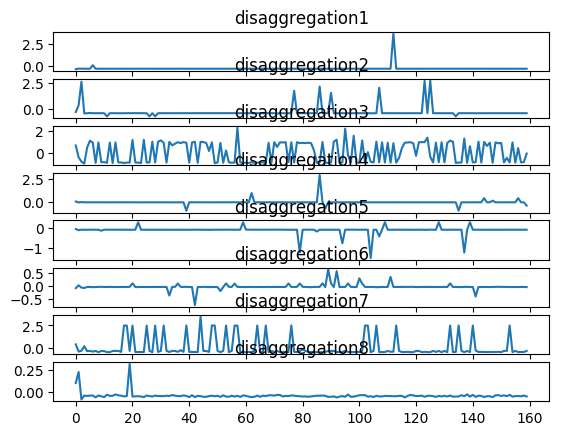 disaggregation1
2.5
0.0
disaggregation2
2.5
0.0
disaggregation3
2
0
disaggregation4
2.5
0.0
disaggregation5
0
−1
disaggregation6
0.5
0.0
−0.5
disaggregation7
2.5
0.0
disaggregation8
0.25
0.00
0 20 40 60 80 100 120 140 160